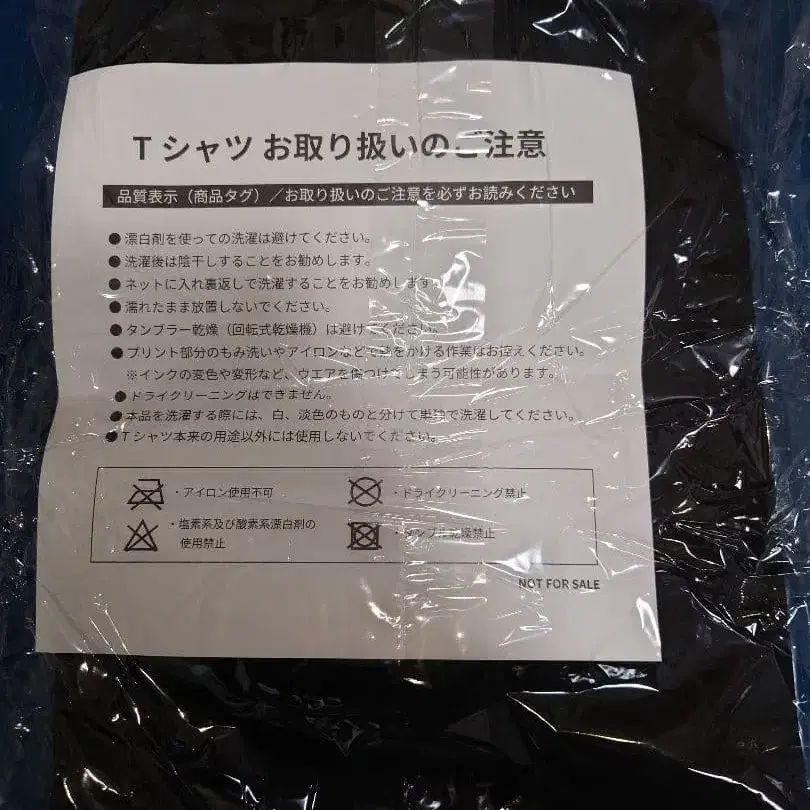 Tシャツ お取り扱いのご注意
品質表示（商品タグ）／お取り扱いのご注意を必ずお読みください
●漂白剤を使っての洗濯は避けてください。
●洗濯後は陰干しすることをお勧めします。
●ネットに入れ裏返しで洗濯することをお勧めします。
●濡れたまま放置しないでください。
●タンブラー乾燥（回転式乾燥機）は避けてください。
●プリント部分のもみ洗いやアイロンなどで熱をかける作業はお控えください。
※インクの変色や変形など、ウエアを傷つけてしまう可能性があります。
●ドライクリーニングはできません。
●本品を洗濯する際には、白、淡色のものと分けて単独で洗濯してください。
●Tシャツ本来の用途以外には使用しないでください。
・アイロン使用不可
・ドライクリーニング禁止
・塩素系及び酸素系漂白剤の
使用禁止
・タンブル乾燥禁止
NOT FOR SALE